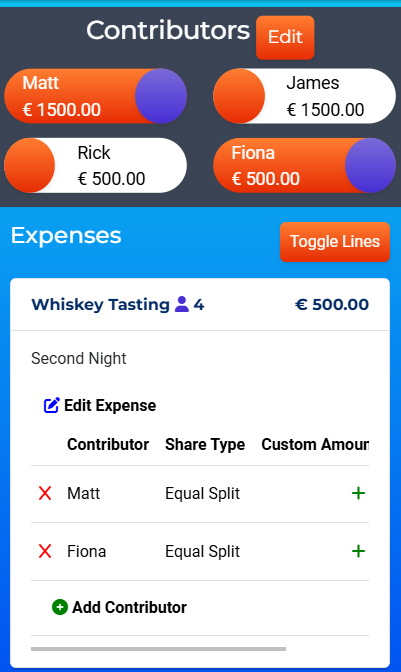 Contributors Edit
Matt
€ 1500.00
James
€ 1500.00
Rick
€ 500.00
Fiona
€ 500.00
Expenses
Toggle Lines
Whiskey Tasting 4 € 500.00
Second Night
Edit Expense
Contributor Share Type Custom Amoun
Matt Equal Split
Fiona Equal Split
Add Contributor